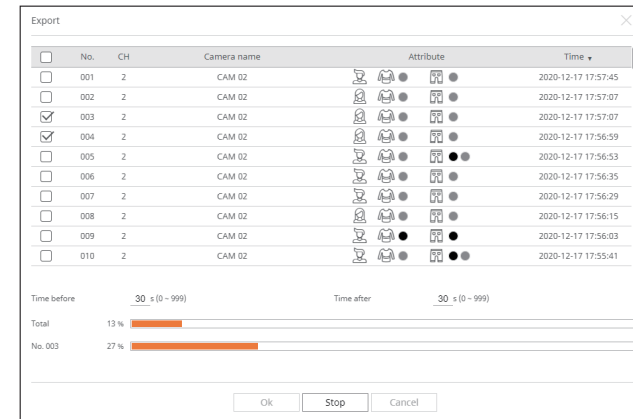 Export
No. CH Camera name Attribute Time
001 2 CAM 02 2020-12-17 17:57:45
002 2 CAM 02 2020-12-17 17:57:07
003 2 CAM 02 2020-12-17 17:57:07
004 2 CAM 02 2020-12-17 17:56:59
005 2 CAM 02 2020-12-17 17:56:53
006 2 CAM 02 2020-12-17 17:56:35
007 2 CAM 02 2020-12-17 17:56:29
008 2 CAM 02 2020-12-17 17:56:15
009 2 CAM 02 2020-12-17 17:56:03
010 2 CAM 02 2020-12-17 17:55:41
Time before 30 s (0 ~ 999) Time after 30 s (0 ~ 999)
Total 13 %
No. 003 27 %
Ok Stop Cancel